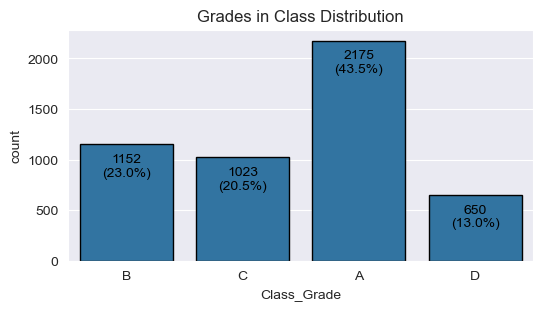 Grades in Class Distribution
count
2000
1500
1000
500
0
1152
(23.0%)
1023
(20.5%)
2175
(43.5%)
650
(13.0%)
B
C
A
D
Class_Grade